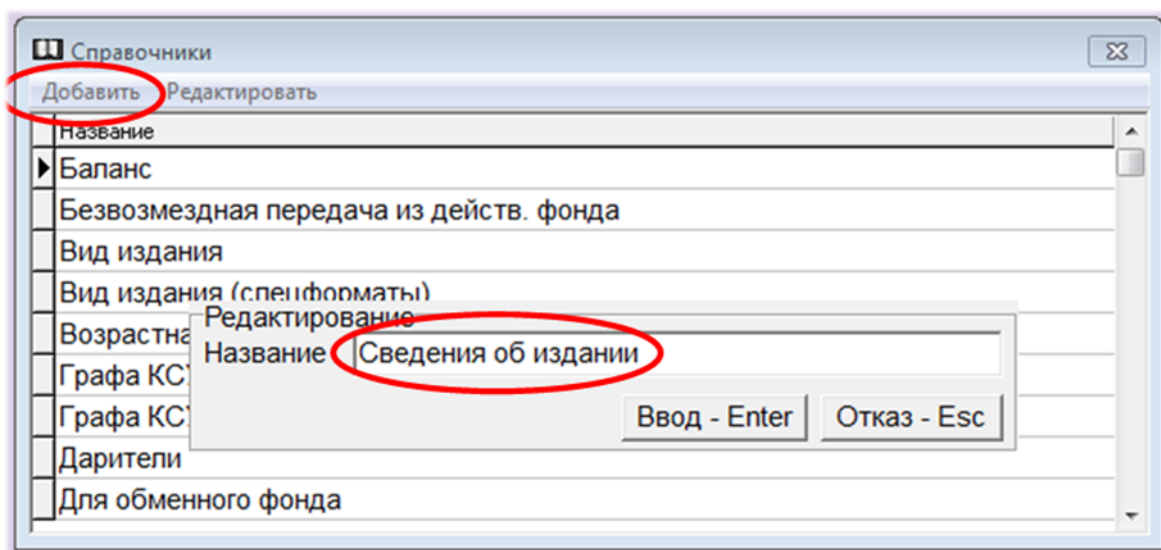 Справочники
Добавить Редактировать
Название
Баланс
Безвозмездная передача из действ. фонда
Вид издания
Вид издания (спецформаты)
Редактирование
Возрастна
Название Сведения об издании
Графа КСУ
Графа КС
Ввод - Enter Отказ - Esc
Дарители
Для обменного фонда